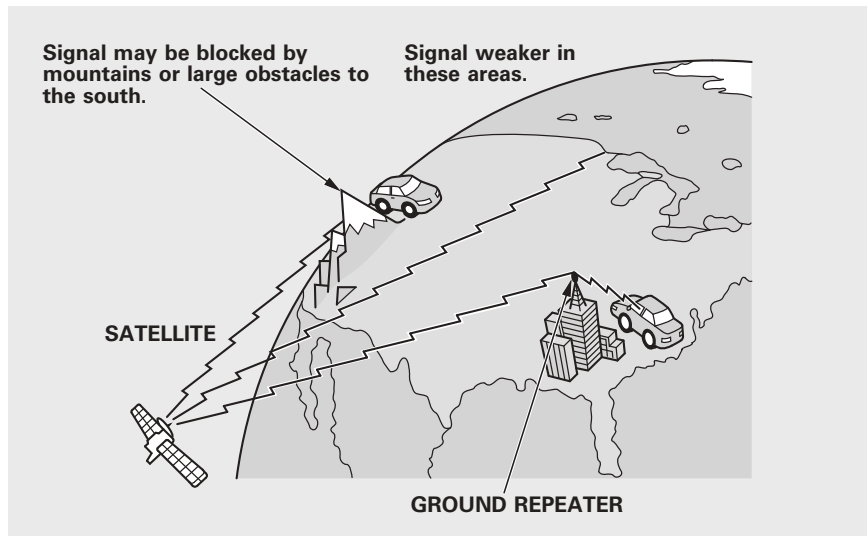 Signal may be blocked by
mountains or large obstacles to
the south.
Signal weaker in
these areas.
SATELLITE
GROUND REPEATER